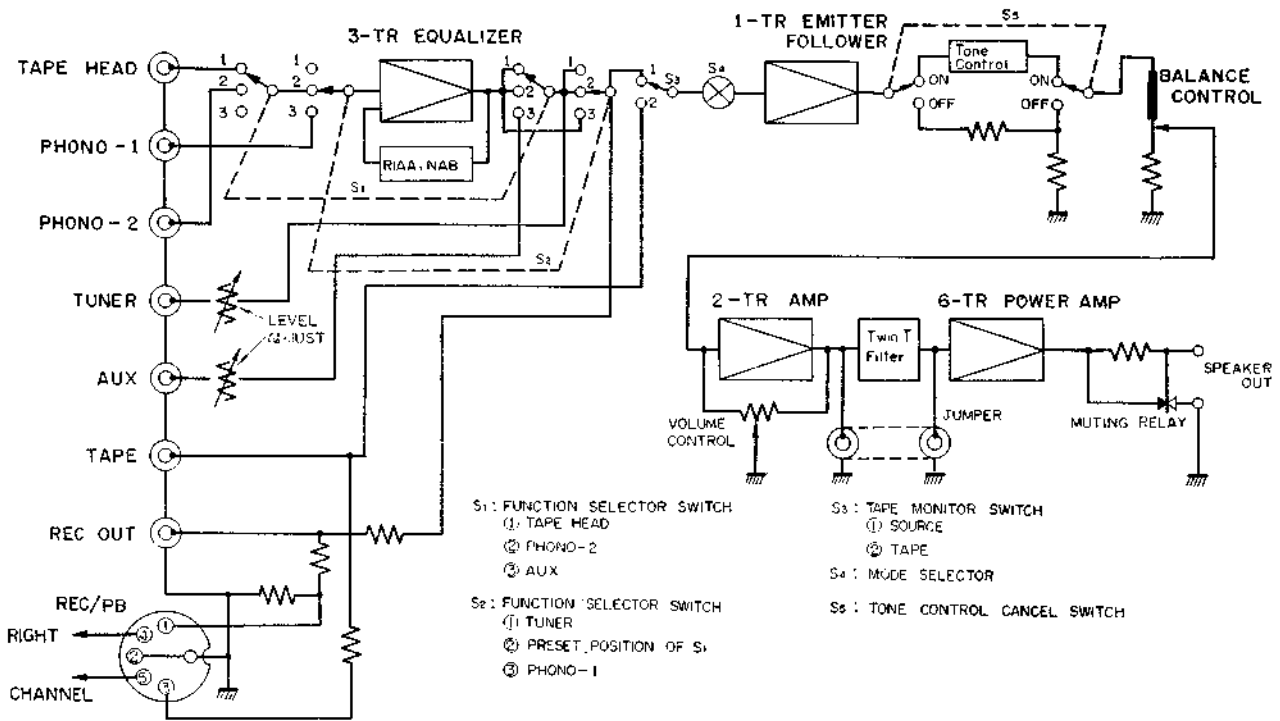 3-TR EQUALIZER
1-TR EMITTER
FOLLOWER
S5
Tone
Control
ON
OFF
ON
OFF
BALANCE
CONTROL
TAPE HEAD
1
2
3
1
2
3
1
2
3
1
2
3
1
2
S3
S4
PHONO-1
RIAA, NAB
S1
PHONO-2
S2
TUNER
LEVEL
AUX
TAPE
REC OUT
2-TR AMP
6-TR POWER AMP
Twin T
Filter
SPEAKER
OUT
VOLUME
CONTROL
JUMPER
MUTING RELAY
S1: FUNCTION SELECTOR SWITCH
① TAPE HEAD
② PHONO-2
③ AUX
S2: FUNCTION SELECTOR SWITCH
① TUNER
② PRESET POSITION OF S1
③ PHONO-1
S3: TAPE MONITOR SWITCH
① SOURCE
② TAPE
S4: MODE SELECTOR
S5: TONE CONTROL CANCEL SWITCH
REC/PB
RIGHT
CHANNEL
①
②
③
⑤